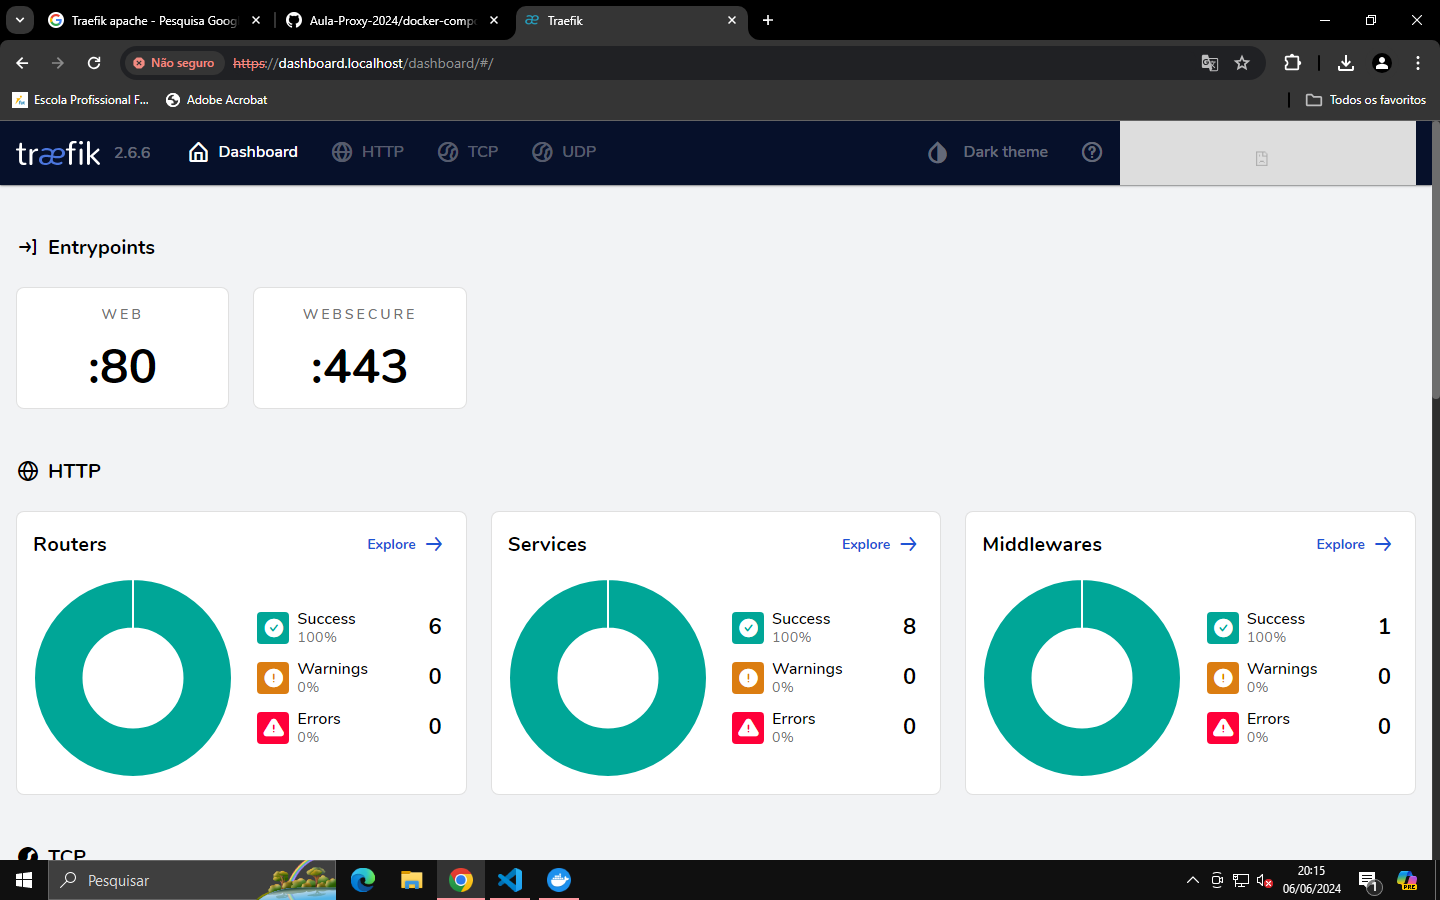 Traefik apache - Pesquisa Goog
Aula-Proxy-2024/docker-comp
Traefik
Não seguro
https://dashboard.localhost/dashboard/#/
Escola Profissional F...
Adobe Acrobat
Todos os favoritos
træfik
2.6.6
Dashboard
HTTP
TCP
UDP
Dark theme
Entrypoints
WEB
:80
WEBSECURE
:443
HTTP
Routers
Explore
Success
100%
6
Warnings
0%
0
Errors
0%
0
Services
Explore
Success
100%
8
Warnings
0%
0
Errors
0%
0
Middlewares
Explore
Success
100%
1
Warnings
0%
0
Errors
0%
0
TCP
Pesquisar
20:15
06/06/2024
1
PRE